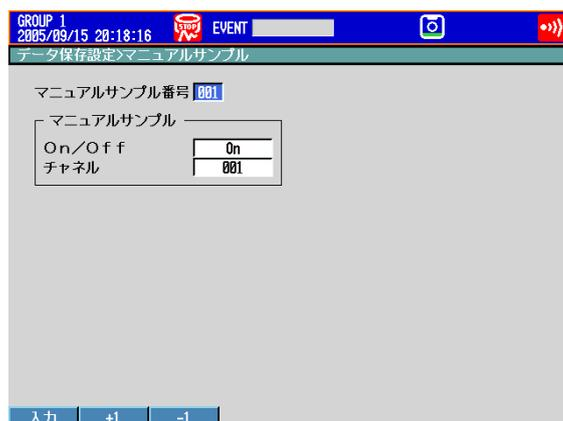 GROUP 1
2005/09/15 20:18:16
STOP
EVENT
データ保存設定>マニュアルサンプル
マニュアルサンプル番号 001
マニュアルサンプル
On/Off On
チャネル 001
入力 +1 -1